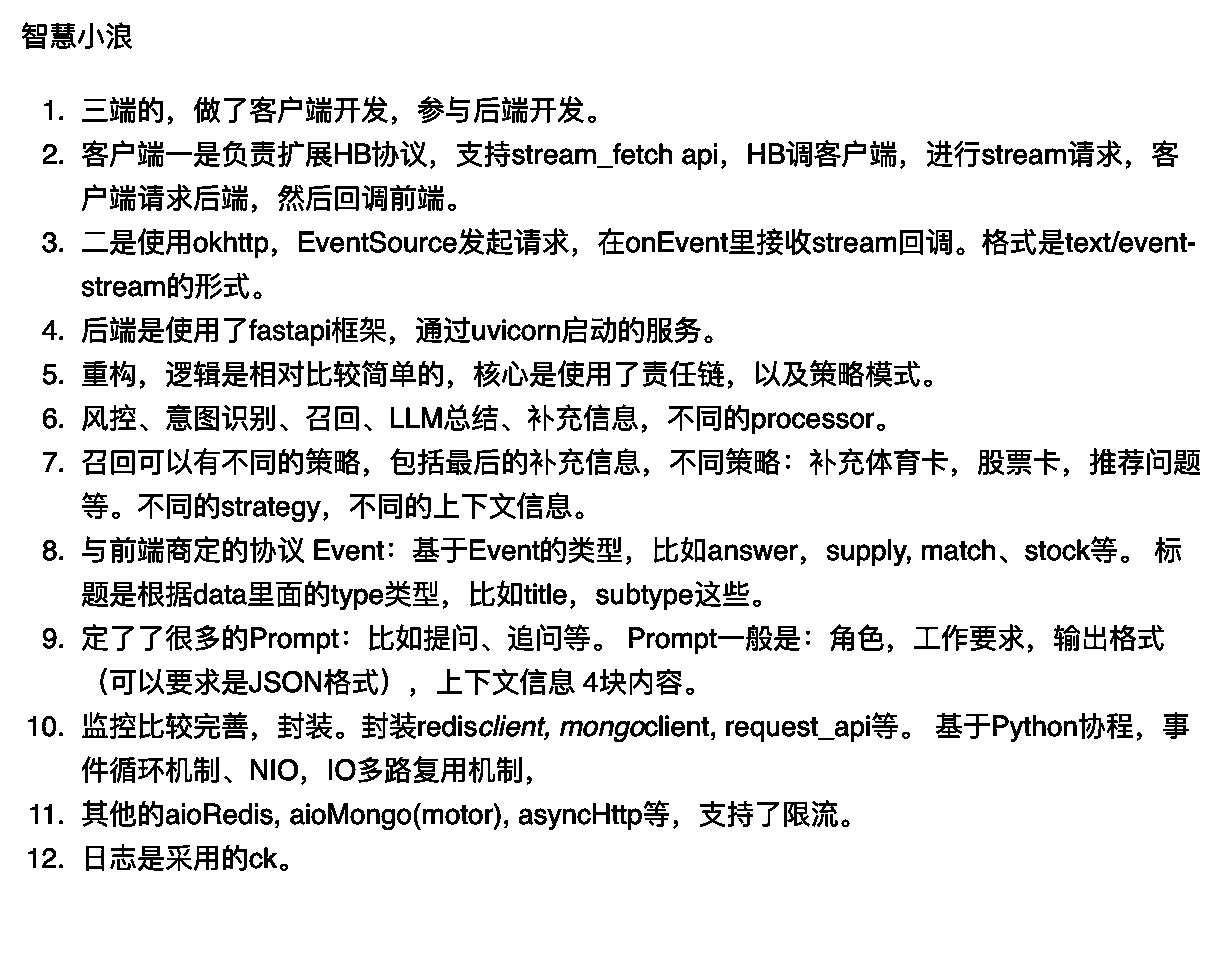 智慧小浪
1. 三端的，做了客户端开发，参与后端开发。
2. 客户端一是负责扩展HB协议，支持stream_fetch api，HB调客户端，进行stream请求，客
户端请求后端，然后回调前端。
3. 二是使用okhttp，EventSource发起请求，在onEvent里接收stream回调。格式是text/event-
stream的形式。
4. 后端是使用了fastapi框架，通过uvicorn启动的服务。
5. 重构，逻辑是相对比较简单的，核心是使用了责任链，以及策略模式。
6. 风控、意图识别、召回、LLM总结、补充信息，不同的processor。
7. 召回可以有不同的策略，包括最后的补充信息，不同策略：补充体育卡，股票卡，推荐问题
等。不同的strategy，不同的上下文信息。
8. 与前端商定的协议 Event：基于Event的类型，比如answer，supply, match、stock等。 标
题是根据data里面的type类型，比如title，subtype这些。
9. 定了了很多的Prompt：比如提问、追问等。 Prompt一般是：角色，工作要求，输出格式
（可以要求是JSON格式），上下文信息 4块内容。
10. 监控比较完善，封装。封装redisclient, mongoclient, request_api等。 基于Python协程，事
件循环机制、NIO，IO多路复用机制，
11. 其他的aioRedis, aioMongo(motor), asyncHttp等，支持了限流。
12. 日志是采用的ck。